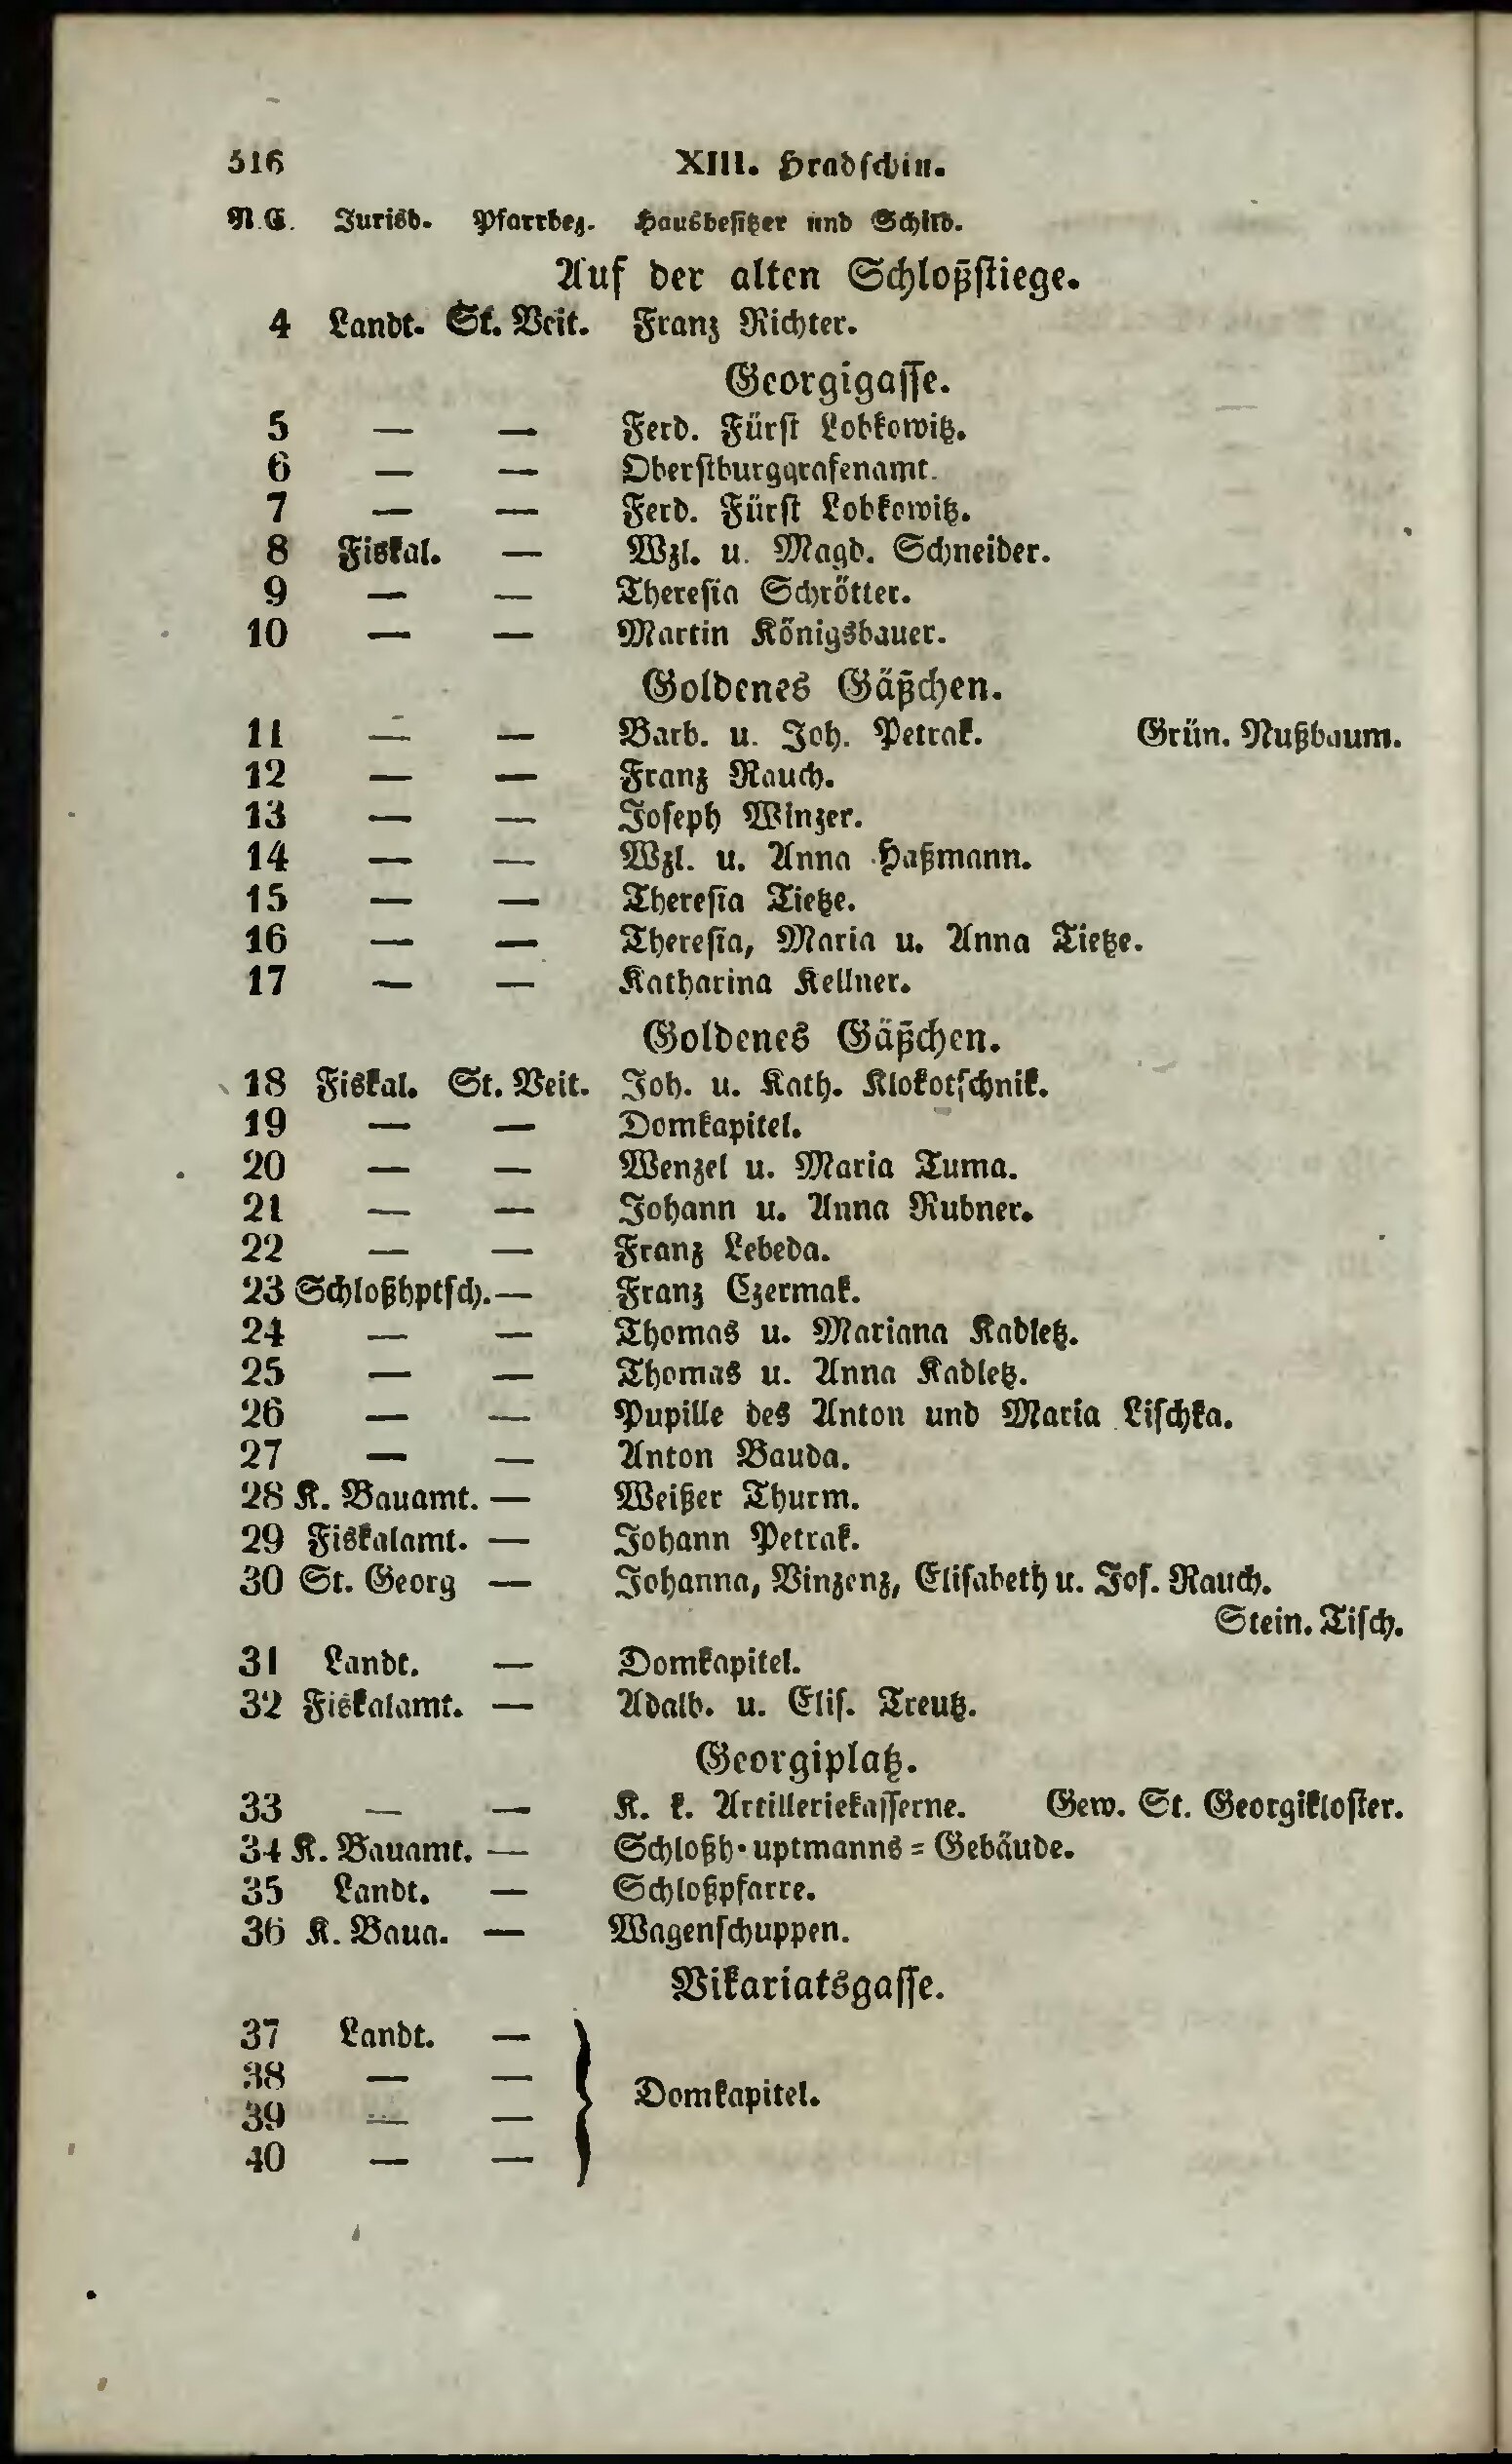 516 XIII. Hradschin.
N.C. Jurisd. Pfarrbez. Hausbesitzer und Schild.
Auf der alten Schloßstiege.
4 Landt. St. Veit. Franz Richter.
Georgigasse.
5 — — Ferd. Fürst Lobkowitz.
6 — — Oberstburggrafenamt.
7 — — Ferd. Fürst Lobkowitz.
8 Fiskal. — Wzl. u. Magd. Schneider.
9 — — Theresia Schrötter.
10 — — Martin Königsbauer.
Goldenes Gäßchen.
11 — — Barb. u. Joh. Petrak. Grün. Nußbaum.
12 — — Franz Rauch.
13 — — Joseph Winzer.
14 — — Wzl. u. Anna Haßmann.
15 — — Theresia Tietze.
16 — — Theresia, Maria u. Anna Tietze.
17 — — Katharina Kellner.
Goldenes Gäßchen.
18 Fiskal. St. Veit. Joh. u. Kath. Klokotschnik.
19 — — Domkapitel.
20 — — Wenzel u. Maria Tuma.
21 — — Johann u. Anna Rubner.
22 — — Franz Lebeda.
23 Schloßhptsch. — Franz Czermak.
24 — — Thomas u. Mariana Kadletz.
25 — — Thomas u. Anna Kadletz.
26 — — Pupille des Anton und Maria Lischka.
27 — — Anton Bauda.
28 K. Bauamt. — Weißer Thurm.
29 Fiskalamt. — Johann Petrak.
30 St. Georg — Johanna, Vinzenz, Elisabeth u. Jos. Rauch.
Stein. Tisch.
31 Landt. — Domkapitel.
32 Fiskalamt. — Adalb. u. Elis. Treutz.
Georgiplatz.
33 — — K. k. Artilleriekasserne. Gew. St. Georgikloster.
34 K. Bauamt. — Schloßh·uptmanns=Gebäude.
35 Landt. — Schloßpfarre.
36 K. Baua. — Wagenschuppen.
Vikariatsgasse.
37 Landt. —
38 — —
Domkapitel.
39 — —
40 — —